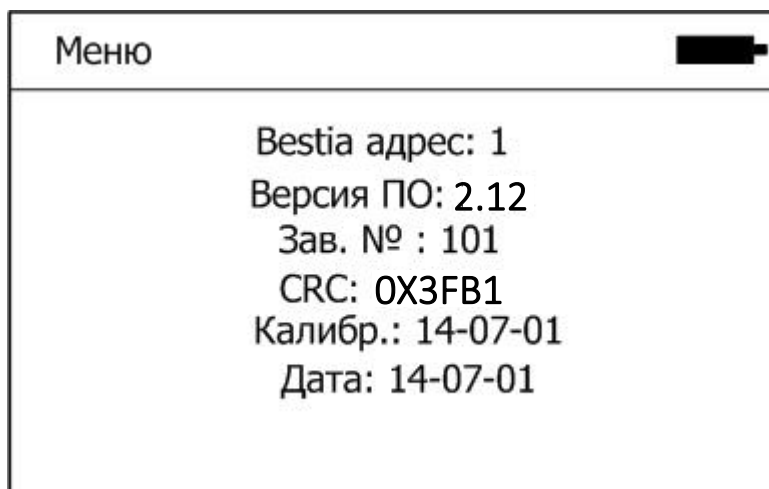 Меню
Bestia адрес: 1
Версия ПО: 2.12
Зав. № : 101
CRC: 0X3FB1
Калибр.: 14-07-01
Дата: 14-07-01